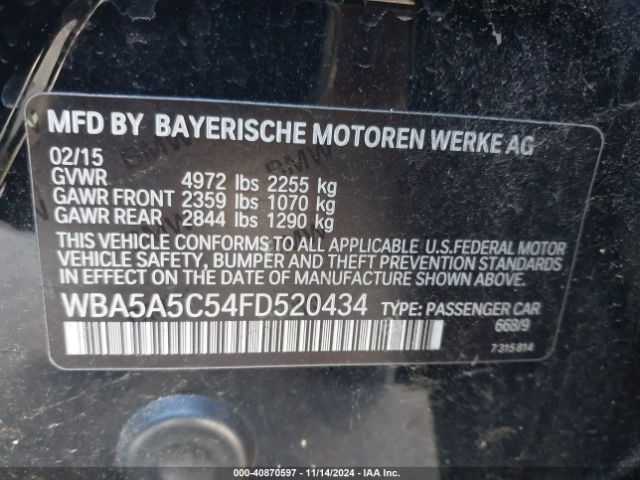 MFD BY BAYERISCHE MOTOREN WERKE AG
02/15
GVWR 4972 lbs 2255 kg
GAWR FRONT 2359 lbs 1070 kg
GAWR REAR 2844 lbs 1290 kg
THIS VEHICLE CONFORMS TO ALL APPLICABLE U.S.FEDERAL MOTOR
VEHICLE SAFETY, BUMPER AND THEFT PREVENTION STANDARDS
IN EFFECT ON THE DATE OF MANUFACTURE SHOWN ABOVE.
WBA5A5C54FD520434 TYPE: PASSENGER CAR
668/9
7 315 814
000-40870597 - 11/14/2024 - IAA Inc.